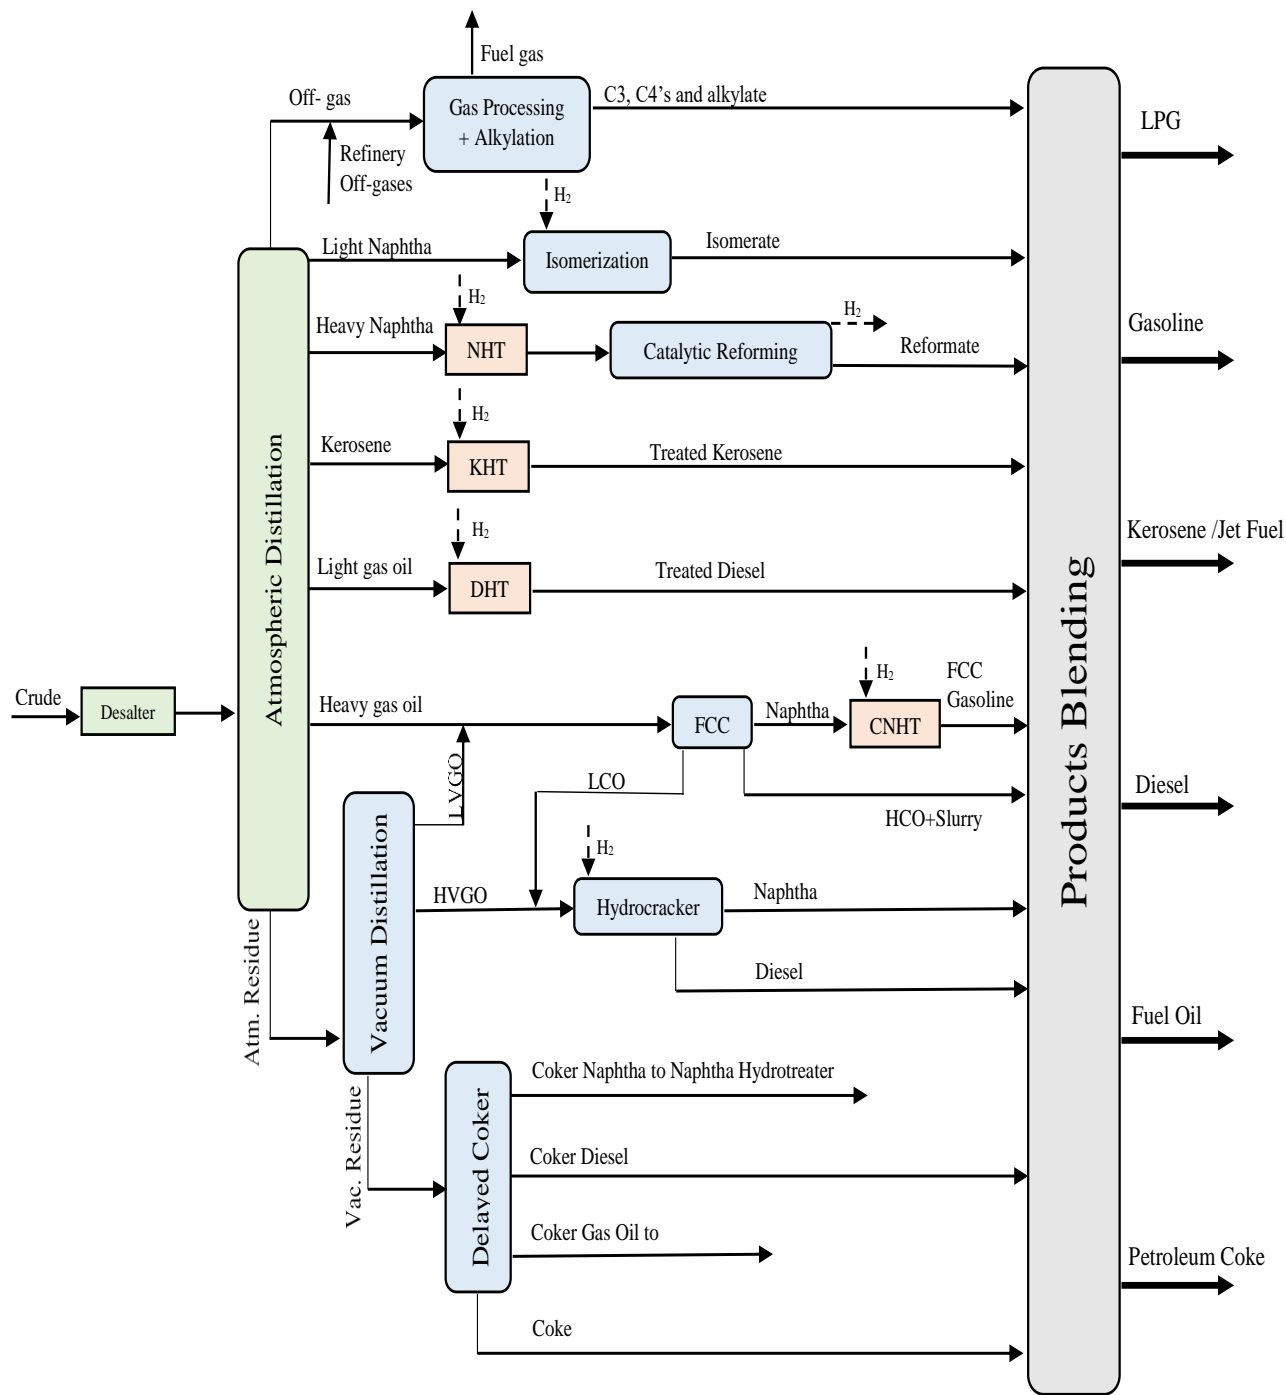 Fuel gas
Off- gas
Gas Processing
+ Alkylation
C3, C4's and alkylate
LPG
Refinery
Off-gases
H2
Light Naphtha
Isomerization
Isomerate
H2
Heavy Naphtha
NHT
Catalytic Reforming
H2
Reformate
Gasoline
H2
Kerosene
KHT
Treated Kerosene
Kerosene /Jet Fuel
H2
Light gas oil
DHT
Treated Diesel
Atmospheric Distillation
Products Blending
Crude
Desalter
Heavy gas oil
FCC
Naphtha
H2
CNHT
FCC
Gasoline
LVGO
LCO
HCO+Slurry
Diesel
Vacuum Distillation
HVGO
H2
Hydrocracker
Naphtha
Diesel
Atm. Residue
Fuel Oil
Vac. Residue
Delayed Coker
Coker Naphtha to Naphtha Hydrotreater
Coker Diesel
Coker Gas Oil to
Petroleum Coke
Coke